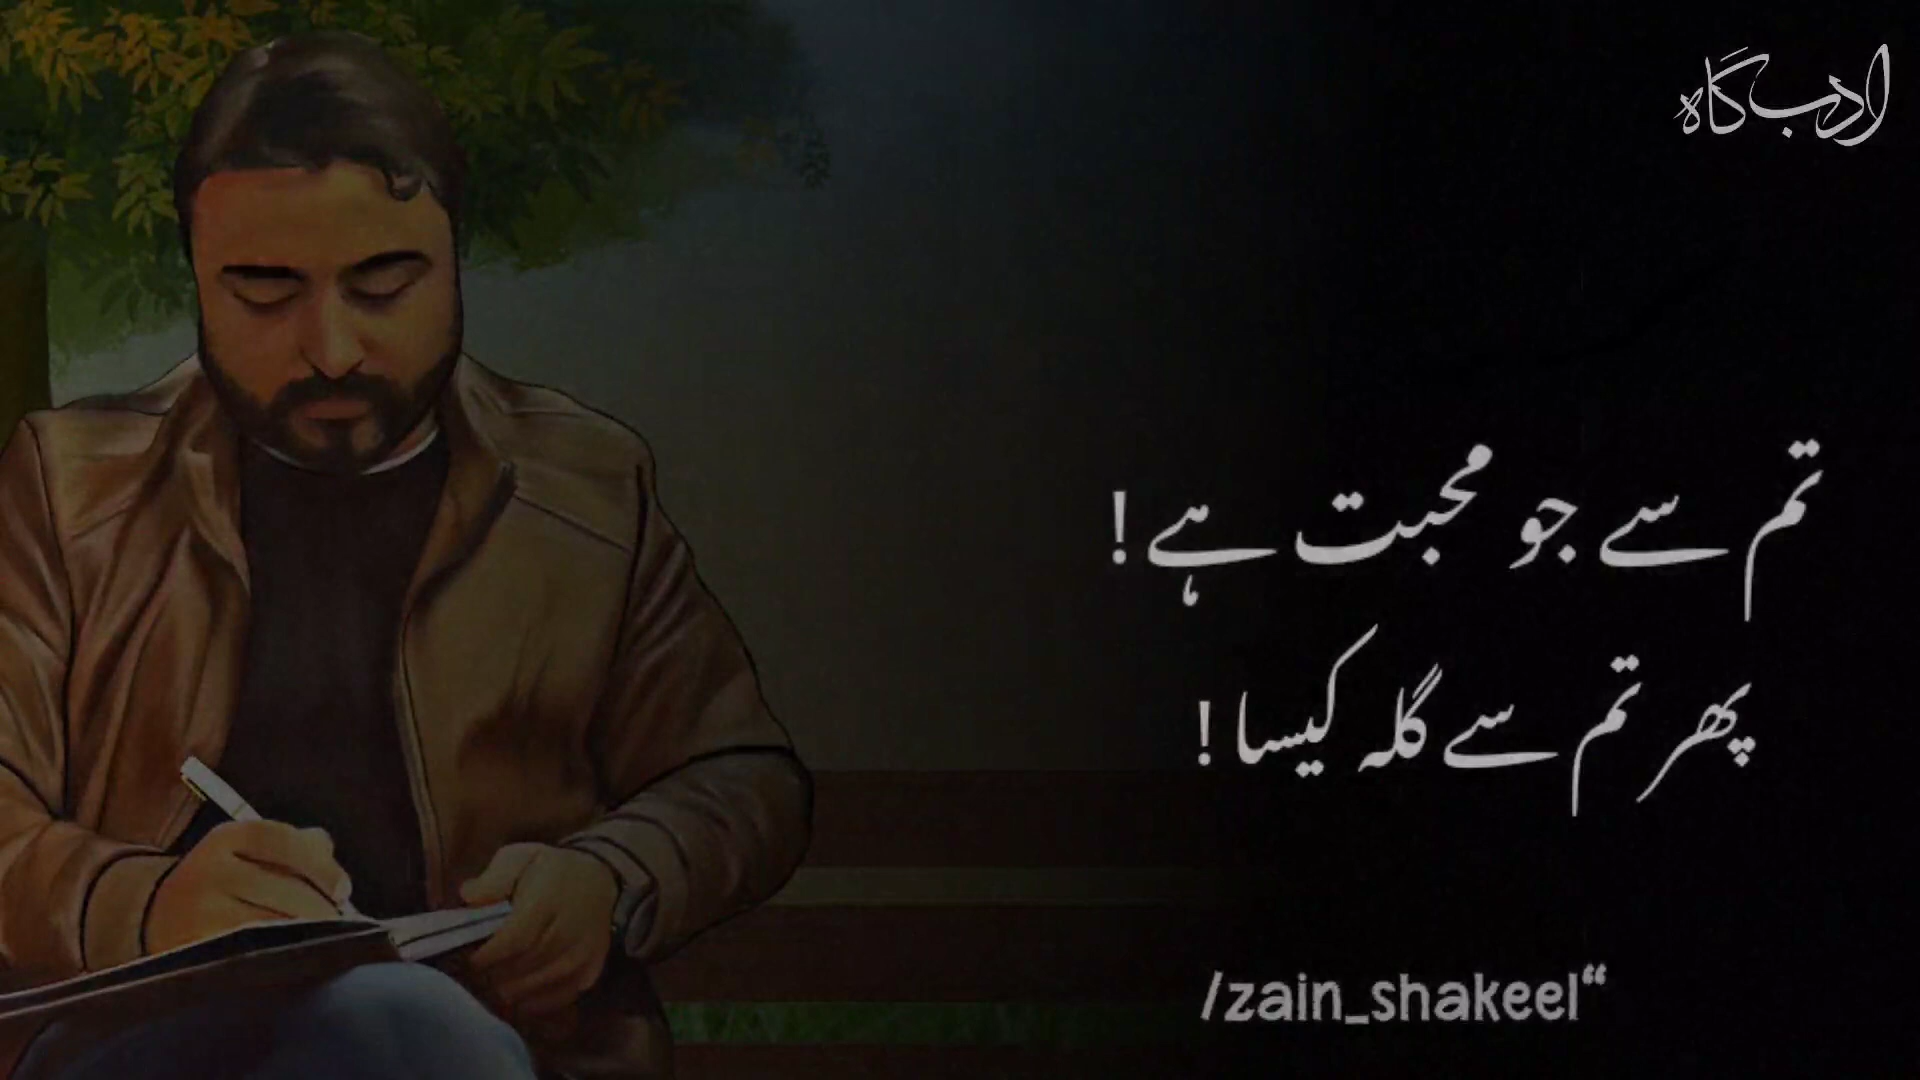 ادب گاہ
تم سے جو محبت ہے !
پھر تم سے گلہ کیسا !
/zain_shakeel“